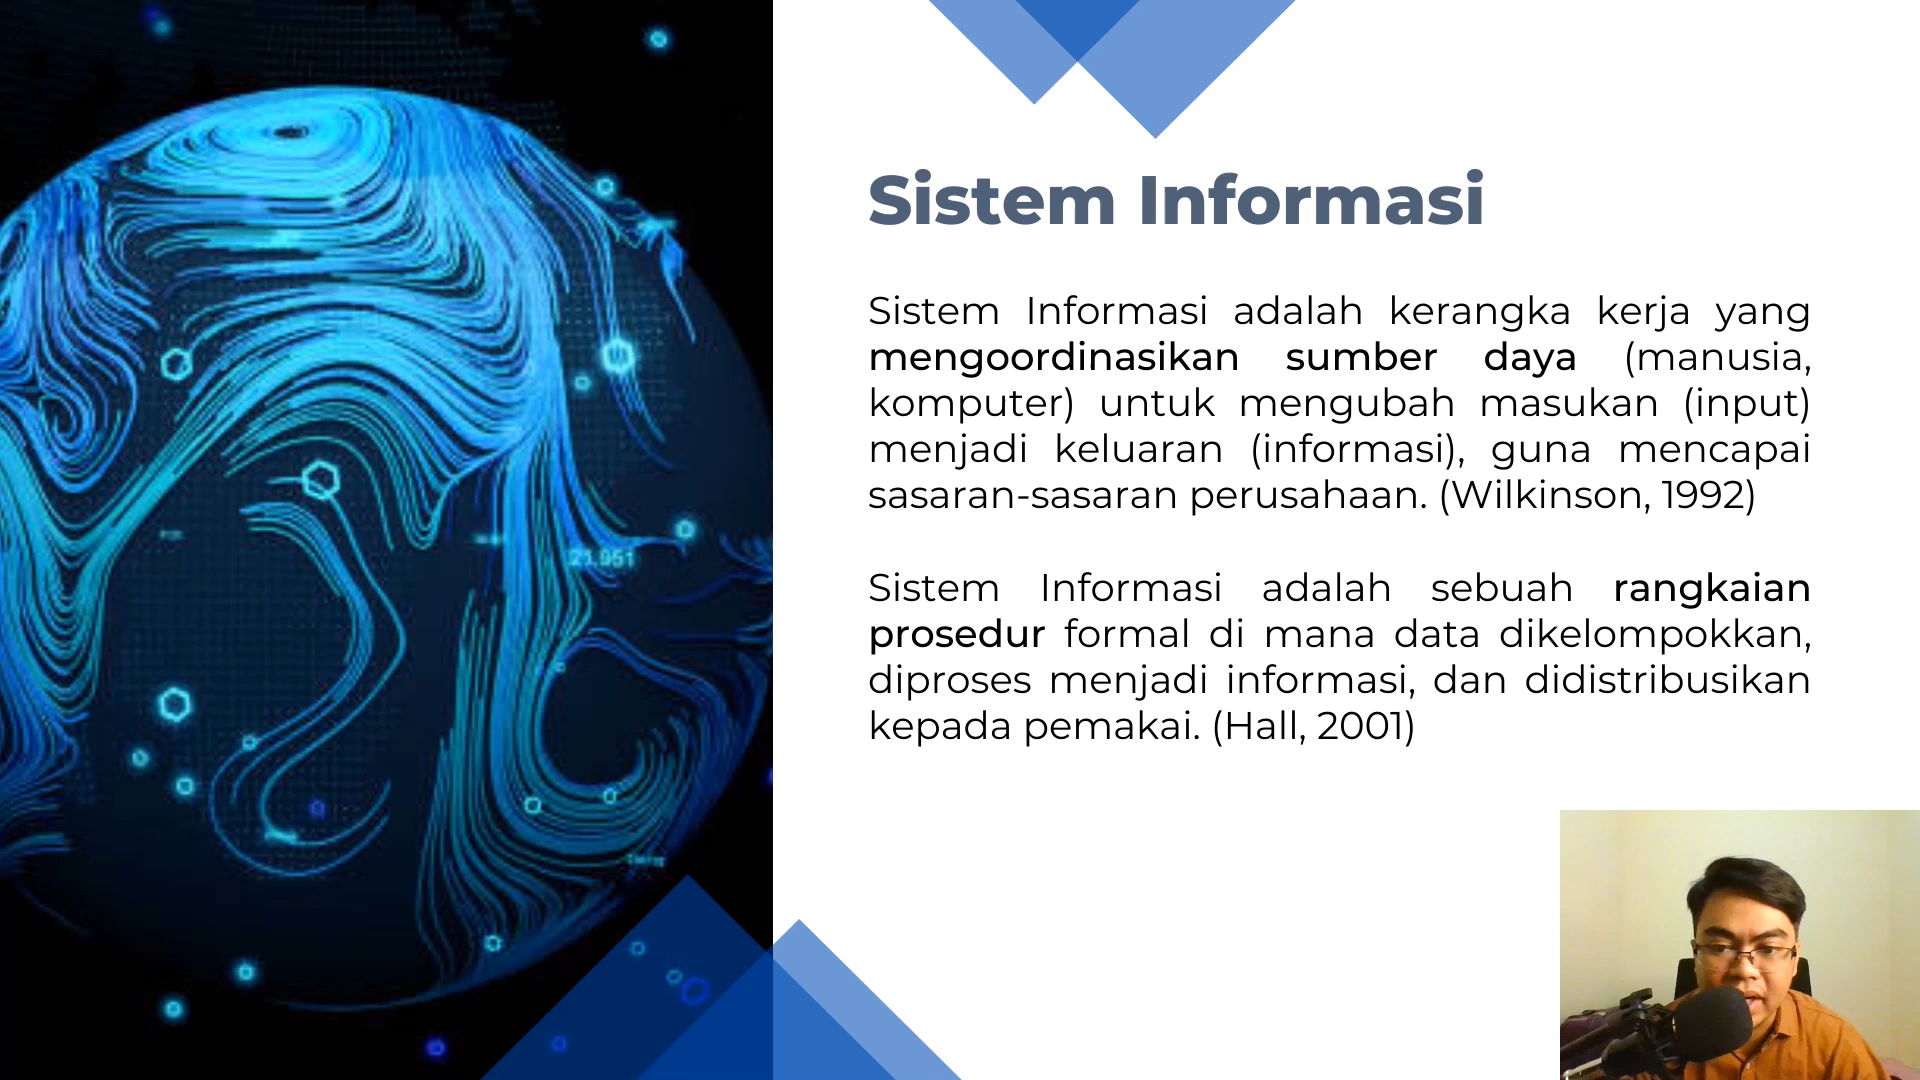 Sistem Informasi
Sistem Informasi adalah kerangka kerja yang
mengoordinasikan sumber daya (manusia,
komputer) untuk mengubah masukan (input)
menjadi keluaran (informasi), guna mencapai
sasaran-sasaran perusahaan. (Wilkinson, 1992)
Sistem Informasi adalah sebuah rangkaian
prosedur formal di mana data dikelompokkan,
diproses menjadi informasi, dan didistribusikan
kepada pemakai. (Hall, 2001)